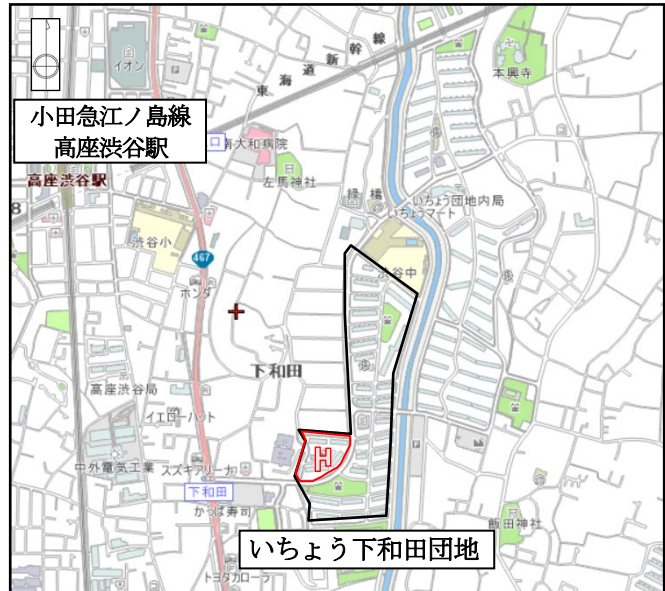 イオン
東海道新幹線
本興寺
小田急江ノ島線
高座渋谷駅
口
南大和病院
高座渋谷駅
左馬神社
緑橋
いちょう団地内局
いちょうマート
8
渋谷小
467
渋谷中
ホンダ
下和田
高座渋谷局
イエローハット
中外電気工業
スズキアリーナ
下和田
かっぱ寿司
飯田神社
いちょう下和田団地
トヨタカローラ